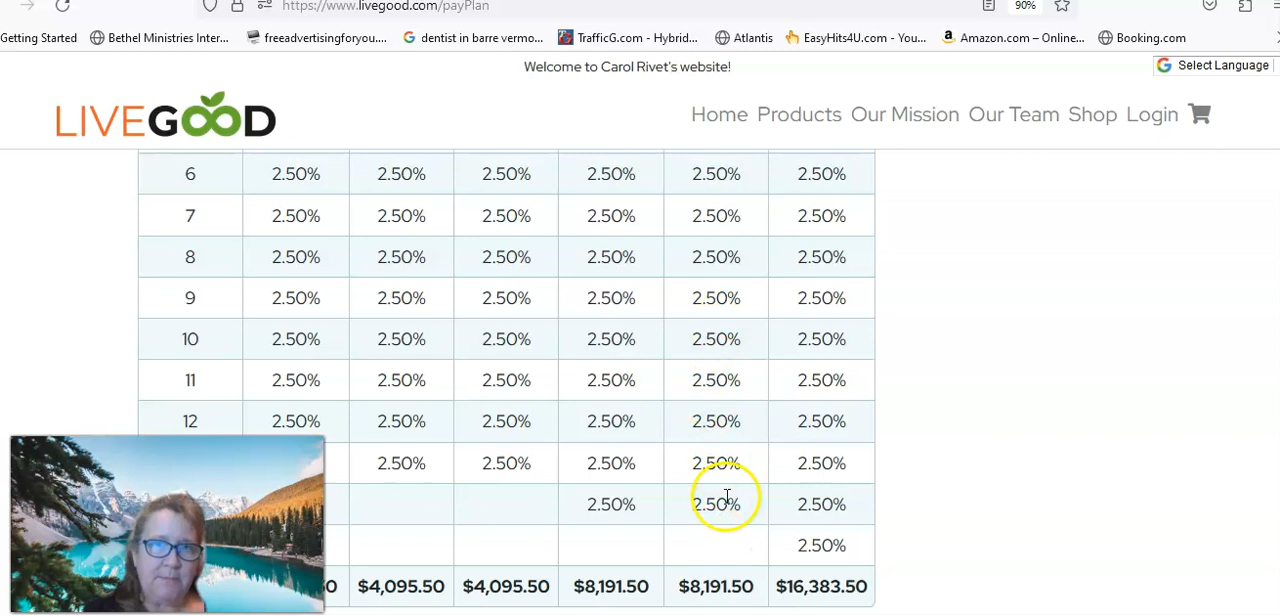 https://www.livegood.com/payPlan 90%
Getting Started Bethel Ministries Inter... freeadvertisingforyou.... dentist in barre vermo... TrafficG.com - Hybrid... Atlantis EasyHits4U.com - You... Amazon.com – Online... Booking.com
Welcome to Carol Rivet's website! Select Language
LIVEGOOD Home Products Our Mission Our Team Shop Login
6 2.50% 2.50% 2.50% 2.50% 2.50% 2.50%
7 2.50% 2.50% 2.50% 2.50% 2.50% 2.50%
8 2.50% 2.50% 2.50% 2.50% 2.50% 2.50%
9 2.50% 2.50% 2.50% 2.50% 2.50% 2.50%
10 2.50% 2.50% 2.50% 2.50% 2.50% 2.50%
11 2.50% 2.50% 2.50% 2.50% 2.50% 2.50%
12 2.50% 2.50% 2.50% 2.50% 2.50% 2.50%
2.50% 2.50% 2.50% 2.50% 2.50%
2.50% 2.50% 2.50%
2.50%
0 $4,095.50 $4,095.50 $8,191.50 $8,191.50 $16,383.50